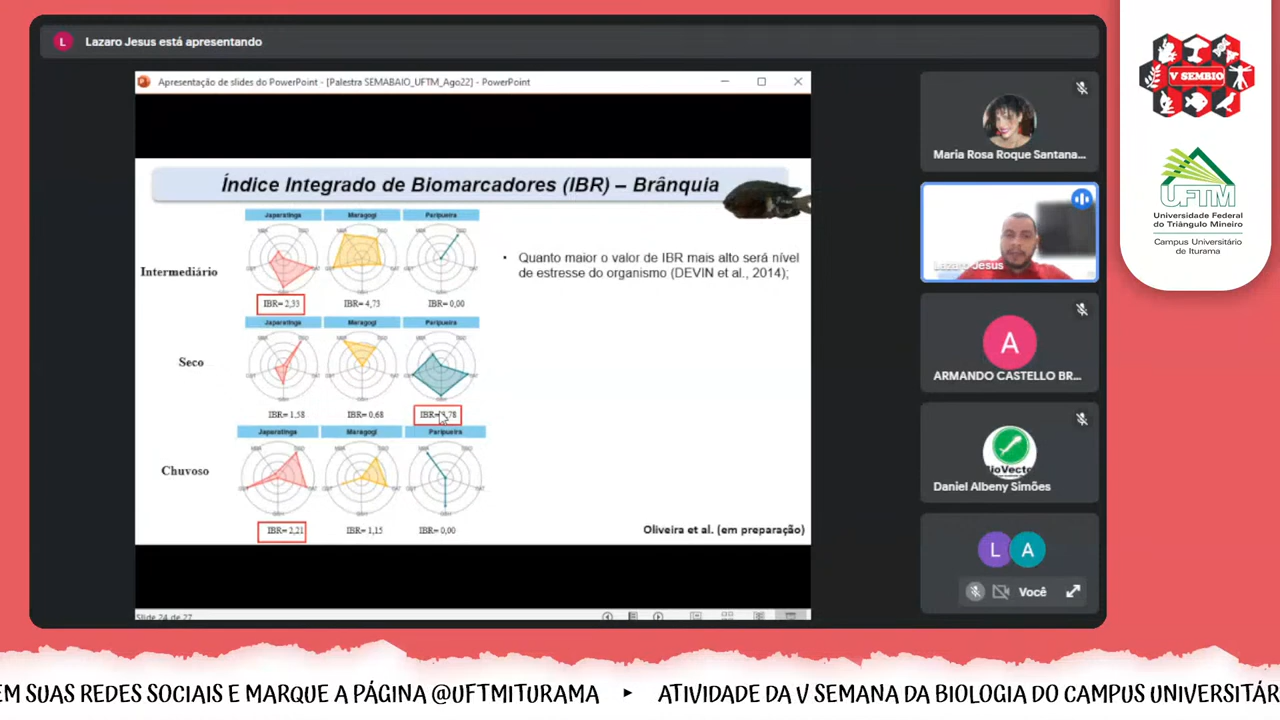 L Lazaro Jesus está apresentando
Apresentação de slides do PowerPoint - [Palestra SEMABAIO_UFTM_Ago22] - PowerPoint
Índice Integrado de Biomarcadores (IBR) – Brânquia
Japaratinga Maragogi Paripueira
Intermediário
IBR= 2,33 IBR= 4,73 IBR= 0,00
• Quanto maior o valor de IBR mais alto será nível
de estresse do organismo (DEVIN et al., 2014);
Japaratinga Maragogi Paripueira
Seco
IBR= 1,58 IBR= 0,68 IBR=
Japaratinga Maragogi Paripueira
Chuvoso
IBR= 2,21 IBR= 1,15 IBR= 0,00
Oliveira et al. (em preparação)
Slide 24 de 27
Maria Rosa Roque Santana...
Lazaro Jesus
A
ARMANDO CASTELLO BR...
Daniel Albeny Simões
L A
Você
V SEMBIO
UFTM
Universidade Federal
do Triângulo Mineiro
Campus Universitário
de Iturama
EM SUAS REDES SOCIAIS E MARQUE A PÁGINA @UFTMITURAMA ▸ ATIVIDADE DA V SEMANA DA BIOLOGIA DO CAMPUS UNIVERSITÁR